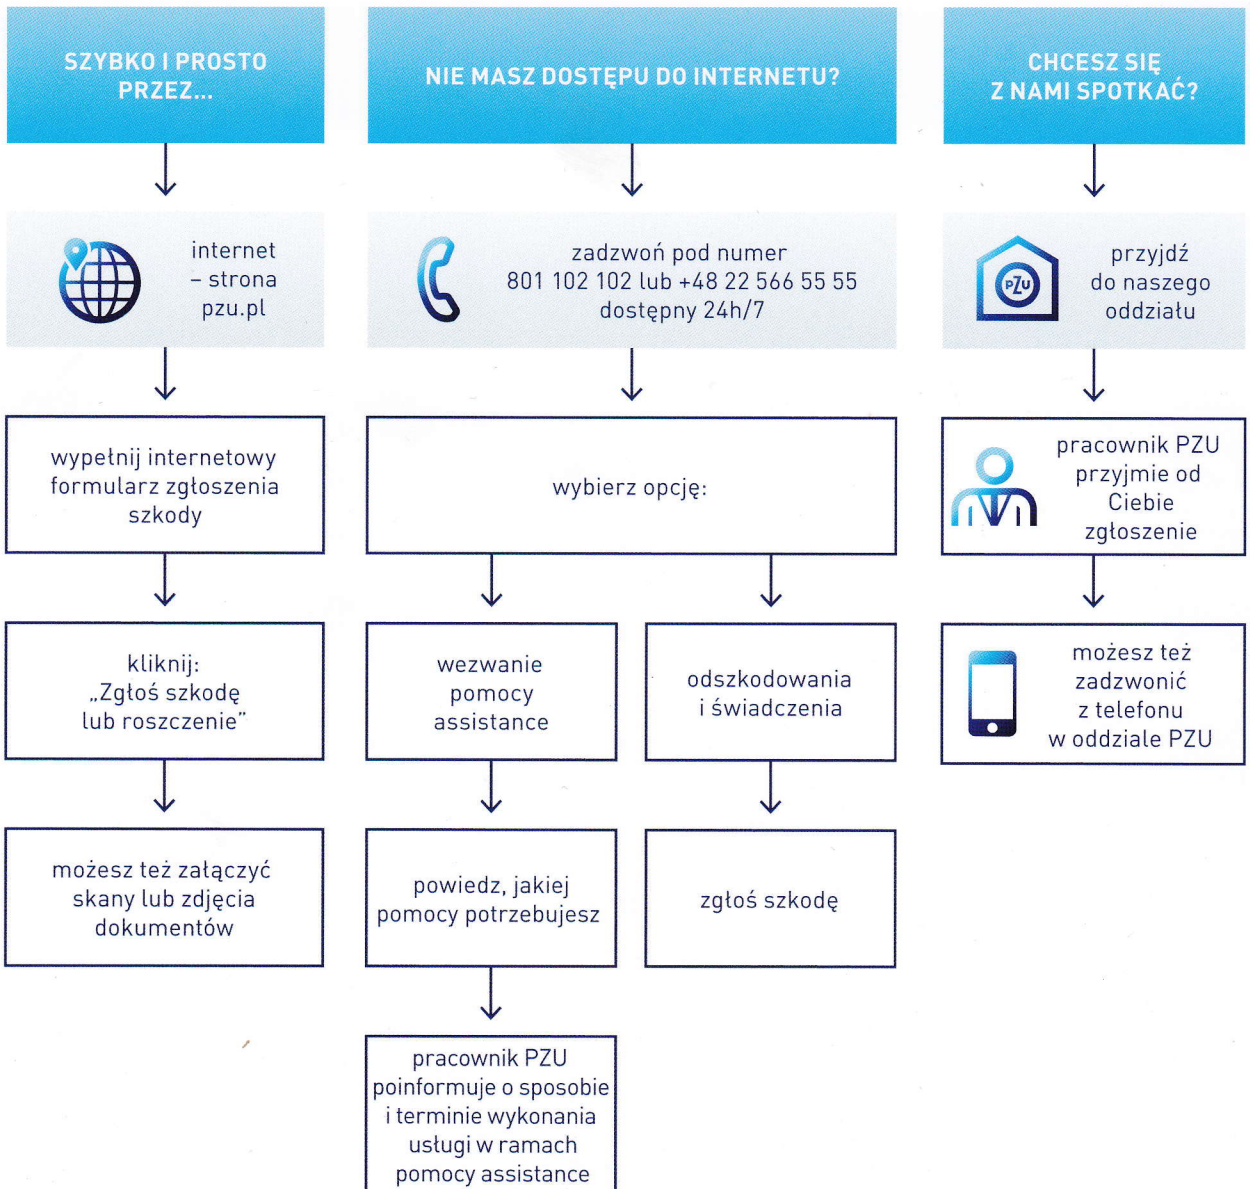 SZYBKO I PROSTO
PRZEZ...
internet
– strona
pzu.pl
wypełnij internetowy
formularz zgłoszenia
szkody
kliknij:
„Zgłoś szkodę
lub roszczenie”
możesz też załączyć
skany lub zdjęcia
dokumentów
NIE MASZ DOSTĘPU DO INTERNETU?
zadzwoń pod numer
801 102 102 lub +48 22 566 55 55
dostępny 24h/7
wybierz opcję:
wezwanie
pomocy
assistance
powiedz, jakiej
pomocy potrzebujesz
pracownik PZU
poinformuje o sposobie
i terminie wykonania
usługi w ramach
pomocy assistance
odszkodowania
i świadczenia
zgłoś szkodę
CHCESZ SIĘ
Z NAMI SPOTKAĆ?
PZU
przyjdź
do naszego
oddziału
pracownik PZU
przyjmie od
Ciebie
zgłoszenie
możesz też
zadzwonić
z telefonu
w oddziale PZU